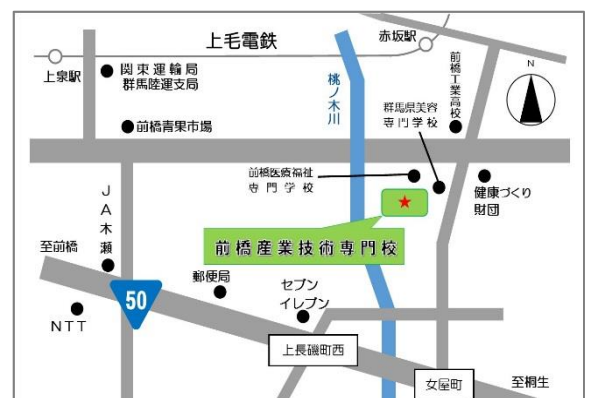 上毛電鉄
赤坂駅
上泉駅
関東運輸局
群馬陸運支局
桃ノ木川
前橋工業高校
N
群馬県美容
専門学校
前橋青果市場
前橋医療福祉
専門学校
健康づくり
財団
JA木瀬
前橋産業技術専門校
至前橋
郵便局
セブン
イレブン
50
NTT
上長磯町西
女屋町
至桐生